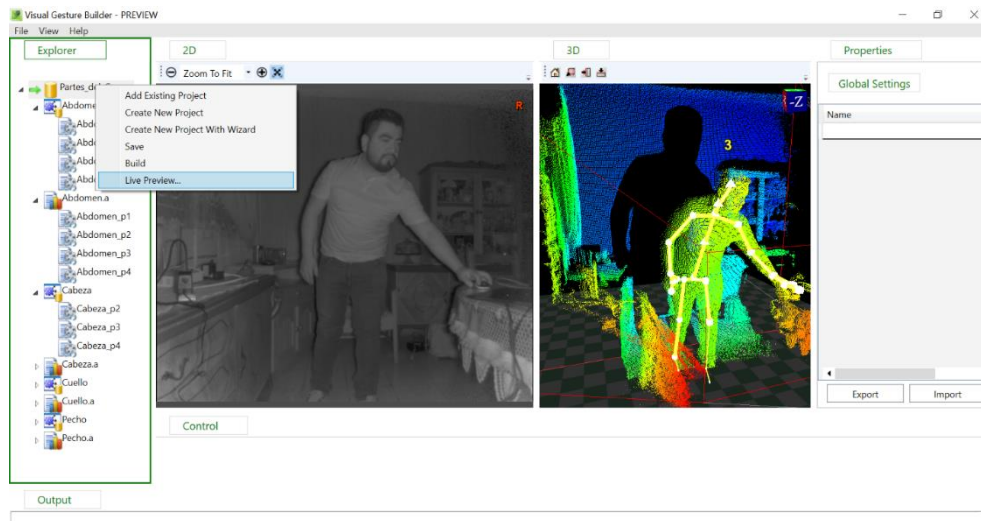 Visual Gesture Builder - PREVIEW
File View Help
Explorer
2D
3D
Properties
Zoom To Fit
Global Settings
Name
Add Existing Project
Create New Project
Create New Project With Wizard
Save
Build
Live Preview...
R
-Z
3
Abdomen.a
Abdomen_p1
Abdomen_p2
Abdomen_p3
Abdomen_p4
Cabeza
Cabeza_p2
Cabeza_p3
Cabeza_p4
Cabeza.a
Cuello
Cuello.a
Pecho
Pecho.a
Export
Import
Control
Output